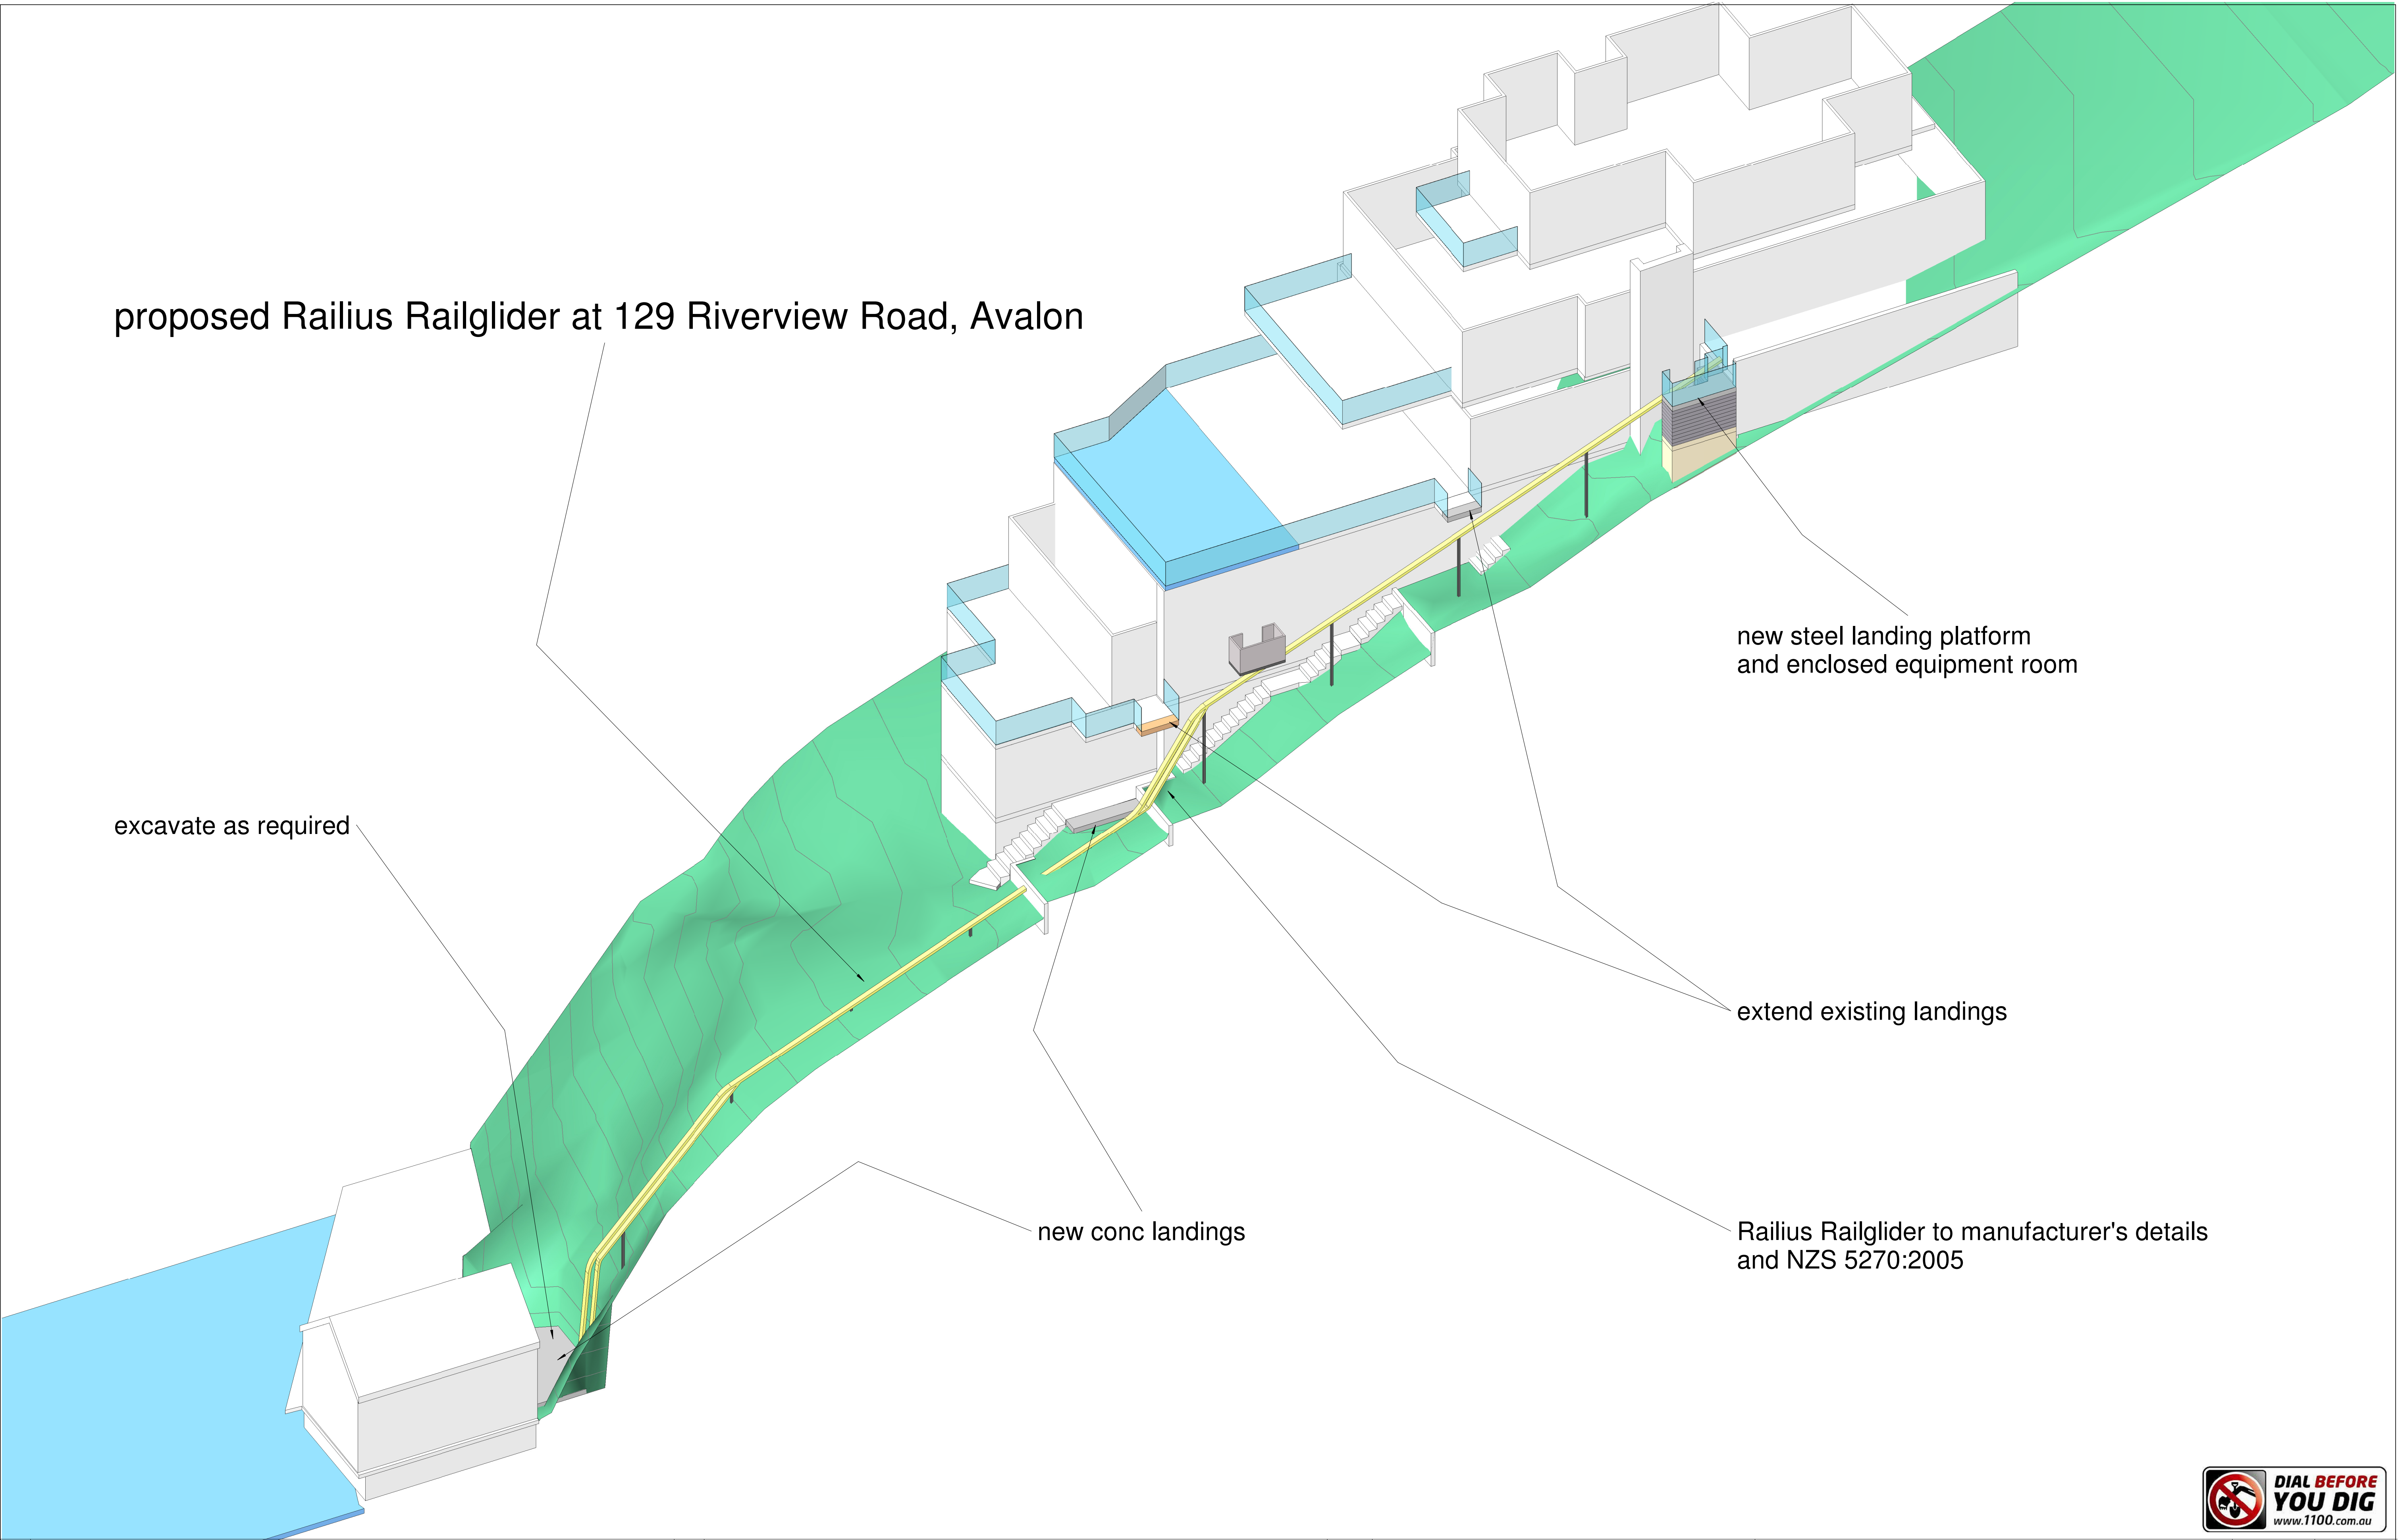 proposed Railius Railglider at 129 Riverview Road, Avalon
new steel landing platform
and enclosed equipment room
excavate as required
extend existing landings
new conc landings
Railius Railglider to manufacturer's details
and NZS 5270:2005
DIAL BEFORE
YOU DIG
www.1100.com.au